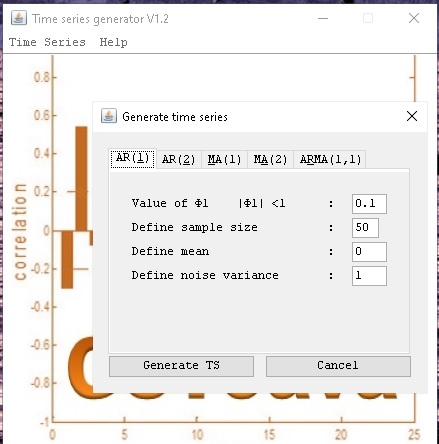 Time series generator V1.2
Time Series Help
Generate time series
AR(1) AR(2) MA(1) MA(2) ARMA(1,1)
Value of Φ1 |Φ1| <1 : 0.1
Define sample size : 50
Define mean : 0
Define noise variance : 1
Generate TS Cancel
correlation
0.8
0.6
0.4
0.2
0
-0.2
-0.4
-0.6
-0.8
-1
0 5 10 15 20 25